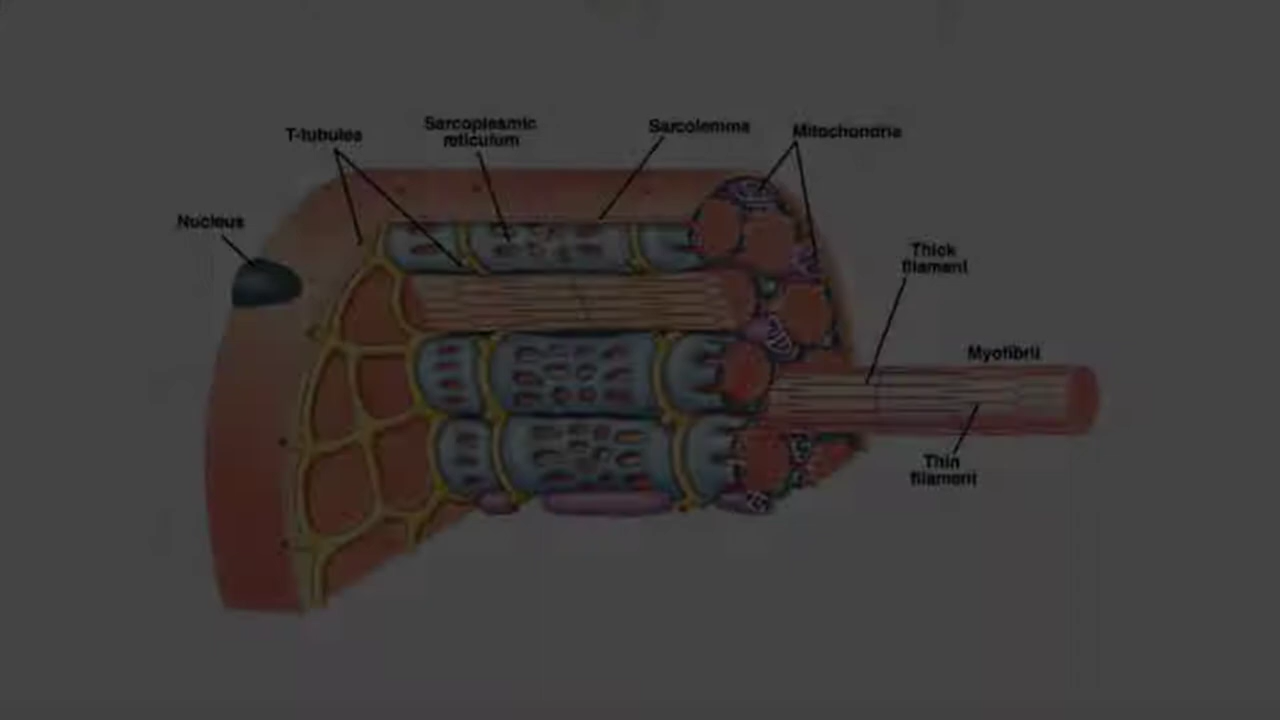 Sarcoplasmic
reticulum
Sarcolemma
T-tubules
Mitochondria
Nucleus
Thick
filament
Myofibril
Thin
filament